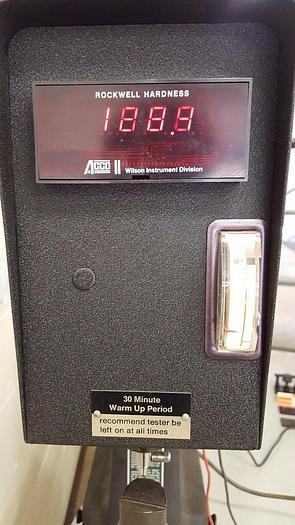 ROCKWELL HARDNESS
188.8
ACCO Wilson Instrument Division
30 Minute
Warm Up Period
recommend tester be
left on at all times